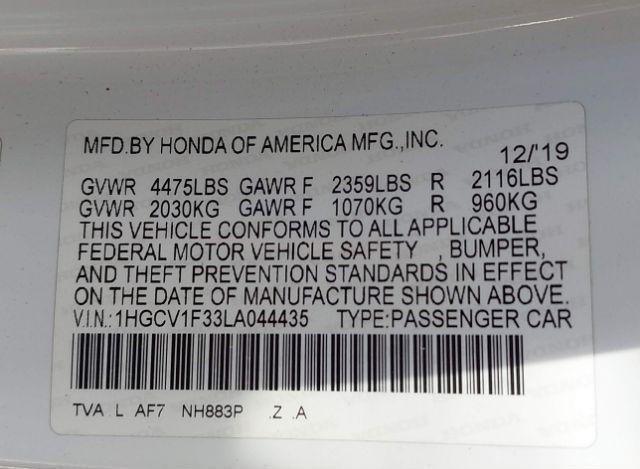 MFD.BY HONDA OF AMERICA MFG.,INC.
12/'19
GVWR 4475LBS GAWR F 2359LBS R 2116LBS
GVWR 2030KG GAWR F 1070KG R 960KG
THIS VEHICLE CONFORMS TO ALL APPLICABLE
FEDERAL MOTOR VEHICLE SAFETY , BUMPER,
AND THEFT PREVENTION STANDARDS IN EFFECT
ON THE DATE OF MANUFACTURE SHOWN ABOVE.
V.I.N.:1HGCV1F33LA044435 TYPE:PASSENGER CAR
TVA L AF7 NH883P .Z .A